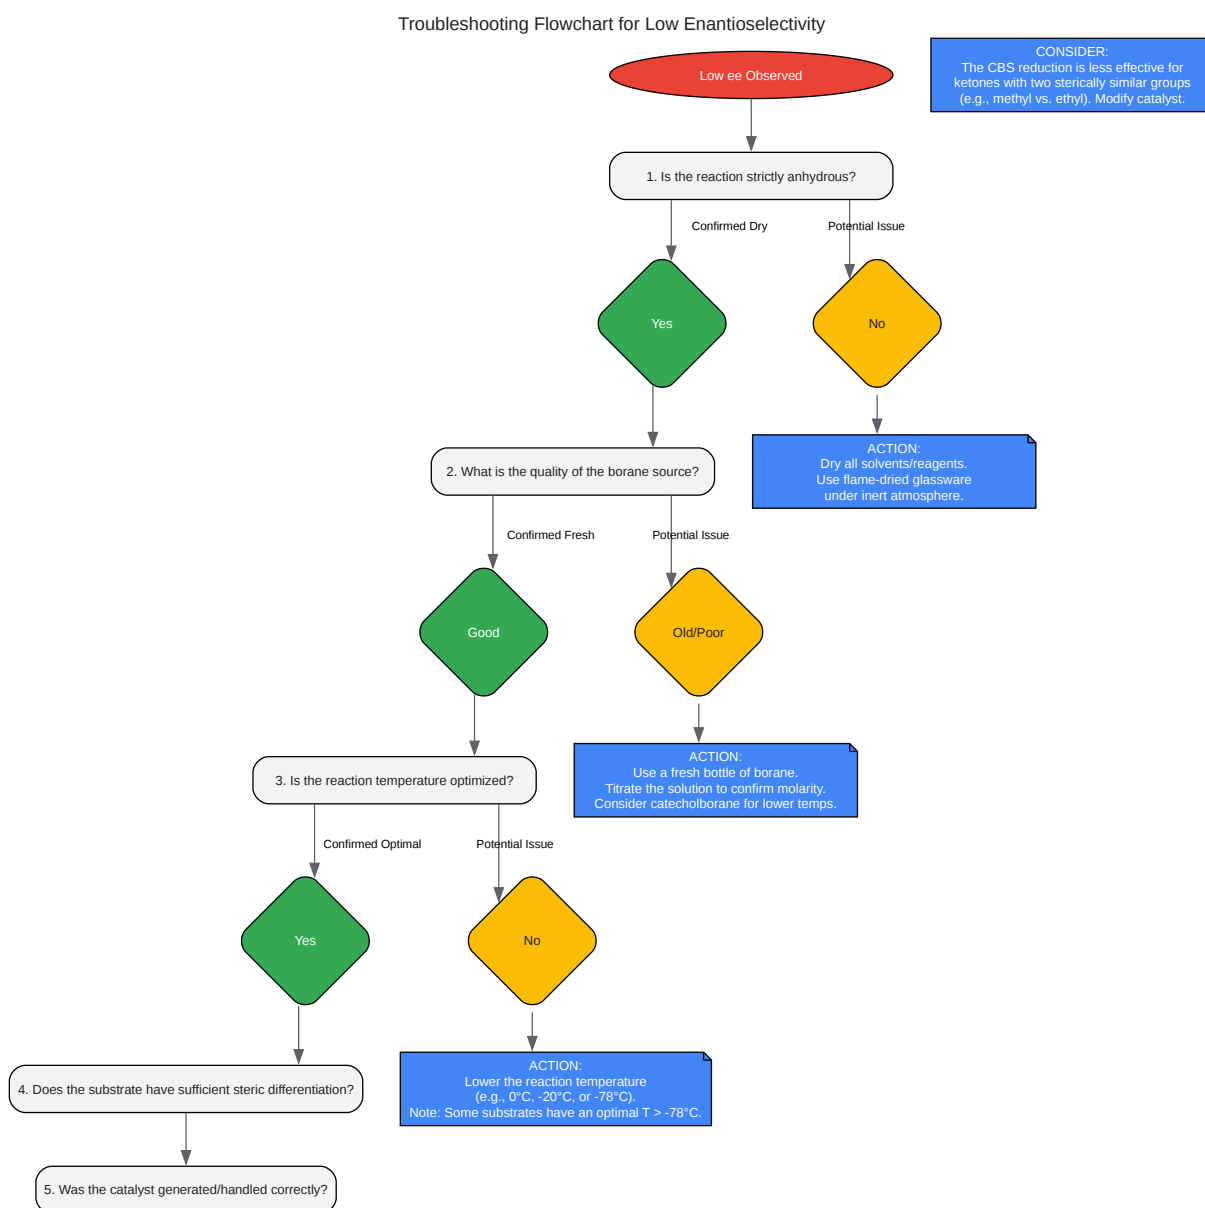 Troubleshooting Flowchart for Low Enantioselectivity
Low ee Observed
CONSIDER:
The CBS reduction is less effective for
ketones with two sterically similar groups
(e.g., methyl vs. ethyl). Modify catalyst.
1. Is the reaction strictly anhydrous?
Confirmed Dry
Potential Issue
Yes
No
ACTION:
Dry all solvents/reagents.
Use flame-dried glassware
under inert atmosphere.
2. What is the quality of the borane source?
Confirmed Fresh
Potential Issue
Good
Old/Poor
ACTION:
Use a fresh bottle of borane.
Titrate the solution to confirm molarity.
Consider catecholborane for lower temps.
3. Is the reaction temperature optimized?
Confirmed Optimal
Potential Issue
Yes
No
ACTION:
Lower the reaction temperature
(e.g., 0°C, -20°C, or -78°C).
Note: Some substrates have an optimal T > -78°C.
4. Does the substrate have sufficient steric differentiation?
5. Was the catalyst generated/handled correctly?